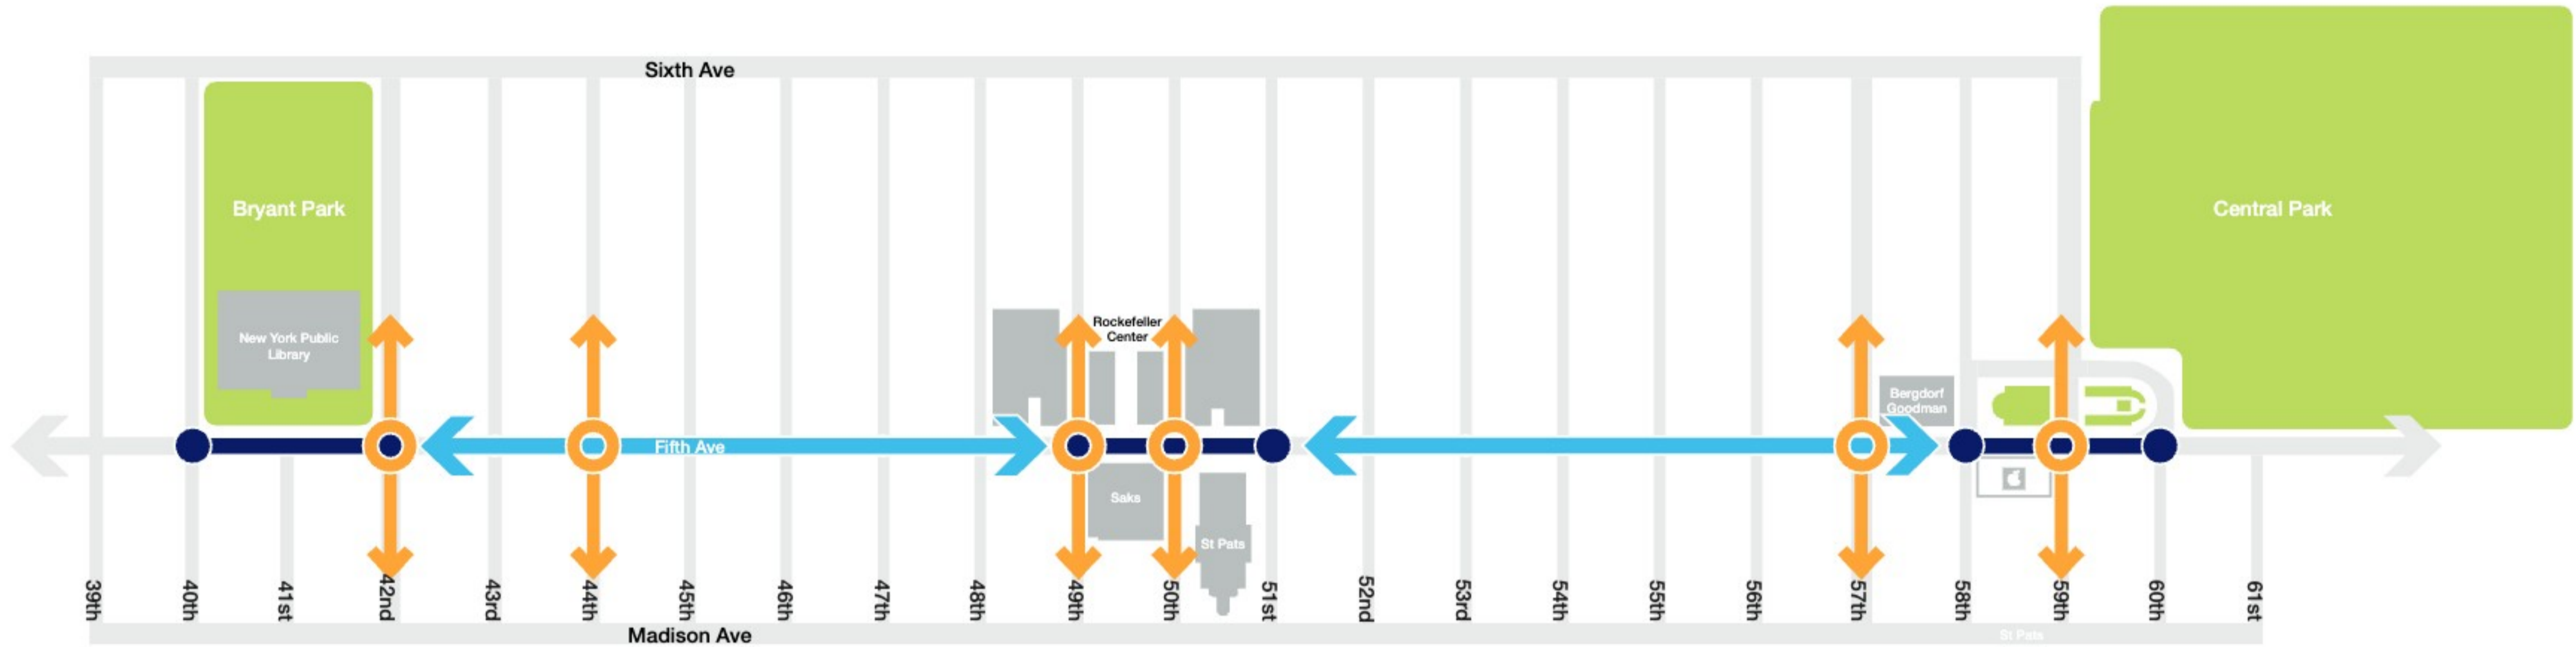 Sixth Ave
Bryant Park
Central Park
New York Public
Library
Rockefeller
Center
Bergdorf
Goodman
Fifth Ave
Saks
St Pats
39th
40th
41st
42nd
43rd
44th
45th
46th
47th
48th
49th
50th
51st
52nd
53rd
54th
55th
56th
57th
58th
59th
60th
61st
Madison Ave
St Pats